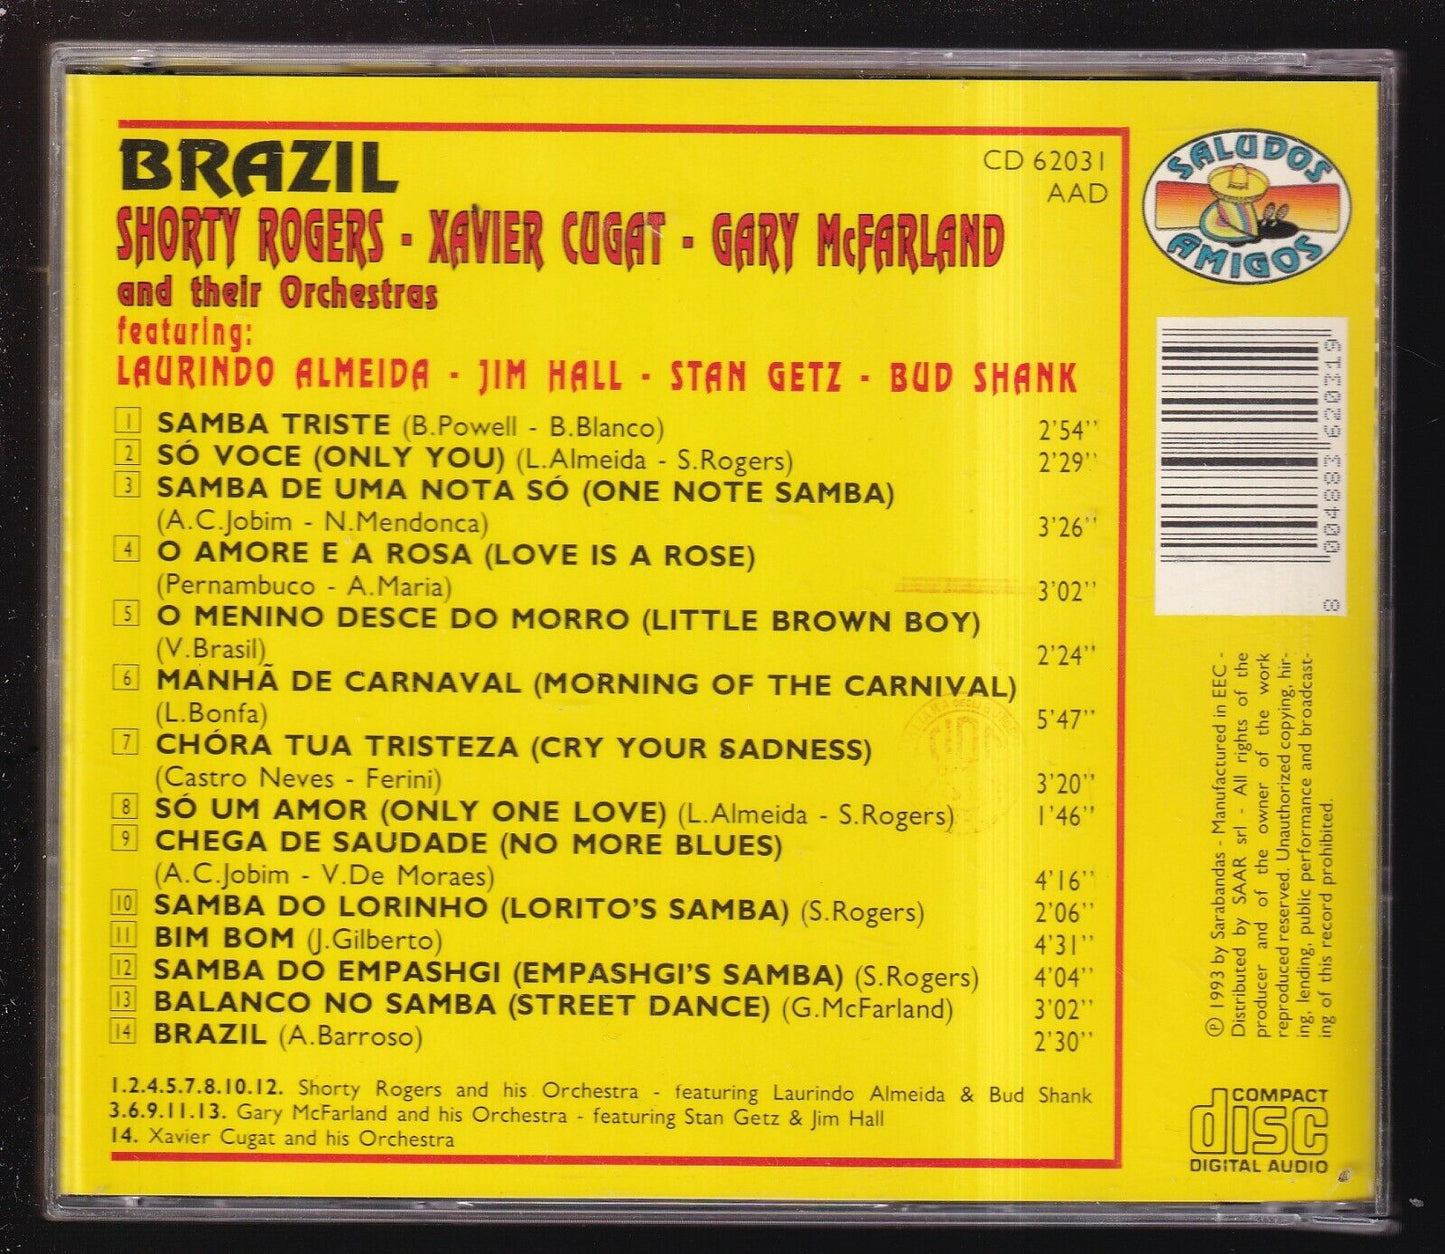 BRAZIL
CD 62031
AAD
SHORTY ROGERS - XAVIER CUGAT - GARY McFARLAND
and their Orchestras
featuring:
LAURINDO ALMEIDA - JIM HALL - STAN GETZ - BUD SHANK
1 SAMBA TRISTE (B.Powell - B.Blanco) 2'54''
2 SÓ VOCE (ONLY YOU) (L.Almeida - S.Rogers) 2'29''
3 SAMBA DE UMA NOTA SÓ (ONE NOTE SAMBA)
(A.C.Jobim - N.Mendonca) 3'26''
4 O AMORE E A ROSA (LOVE IS A ROSE)
(Pernambuco - A.Maria) 3'02''
5 O MENINO DESCE DO MORRO (LITTLE BROWN BOY)
(V.Brasil) 2'24''
6 MANHÃ DE CARNAVAL (MORNING OF THE CARNIVAL)
(L.Bonfa) 5'47''
7 CHÓRA TUA TRISTEZA (CRY YOUR SADNESS)
(Castro Neves - Ferini) 3'20''
8 SÓ UM AMOR (ONLY ONE LOVE) (L.Almeida - S.Rogers) 1'46''
9 CHEGA DE SAUDADE (NO MORE BLUES)
(A.C.Jobim - V.De Moraes) 4'16''
10 SAMBA DO LORINHO (LORITO'S SAMBA) (S.Rogers) 2'06''
11 BIM BOM (J.Gilberto) 4'31''
12 SAMBA DO EMPASHGI (EMPASHGI'S SAMBA) (S.Rogers) 4'04''
13 BALANCO NO SAMBA (STREET DANCE) (G.McFarland) 3'02''
14 BRAZIL (A.Barroso) 2'30''
1.2.4.5.7.8.10.12. Shorty Rogers and his Orchestra - featuring Laurindo Almeida & Bud Shank
3.6.9.11.13. Gary McFarland and his Orchestra - featuring Stan Getz & Jim Hall
14. Xavier Cugat and his Orchestra
SALUDOS
AMIGOS
8 004883 620319
℗ 1993 by Sarabandas - Manufactured in EEC -
Distributed by SAAR srl - All rights of the
producer and of the owner of the work
reproduced reserved. Unauthorized copying, hir-
ing, lending, public performance and broadcast-
ing of this record prohibited.
COMPACT
disc
DIGITAL AUDIO